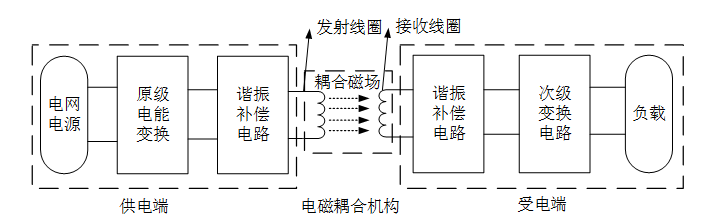 发射线圈
接收线圈
耦合磁场
电网
电源
原级
电能
变换
谐振
补偿
电路
谐振
补偿
电路
次级
变换
电路
负载
供电端
电磁耦合机构
受电端